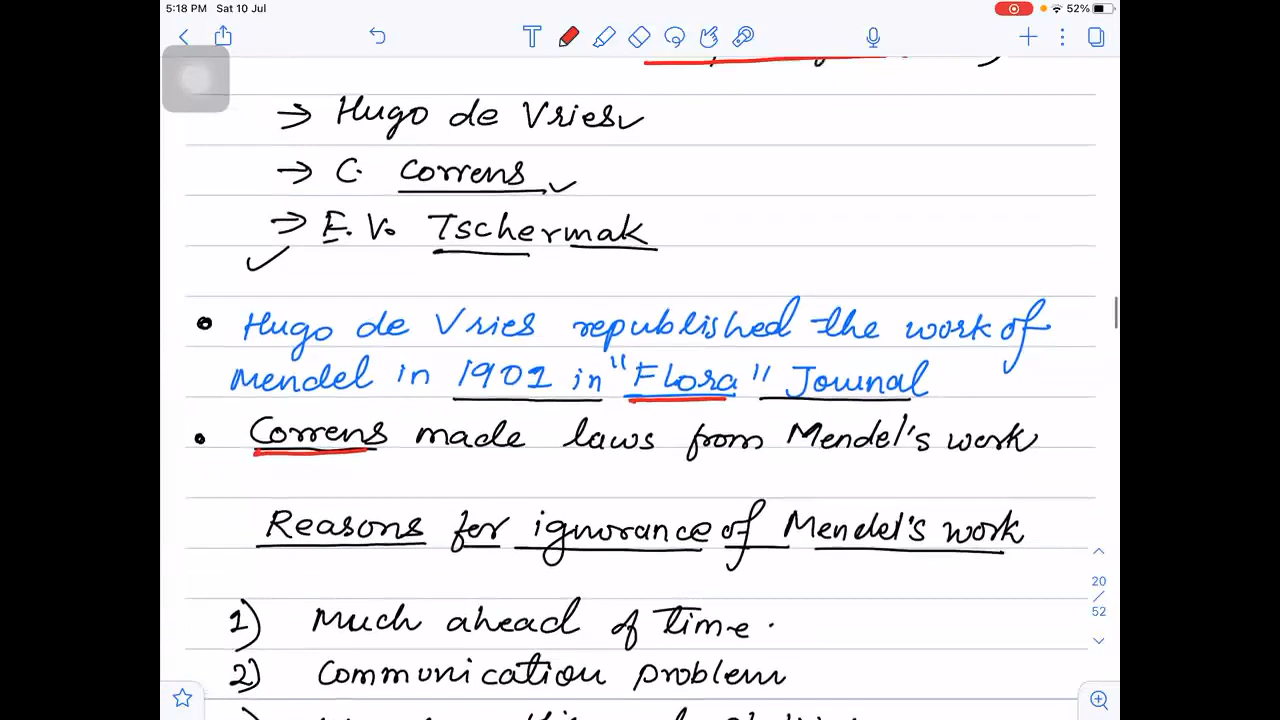 5:18 PM Sat 10 Jul
52%
→ Hugo de Vries
→ C. Correns
→ E. V. Tschermak
• Hugo de Vries republished the work of
Mendel in 1901 in "Flora" Journal
• Correns made laws from Mendel's work
Reasons for ignorance of Mendel's work
1) Much ahead of time.
2) Communication problem
20
/
52